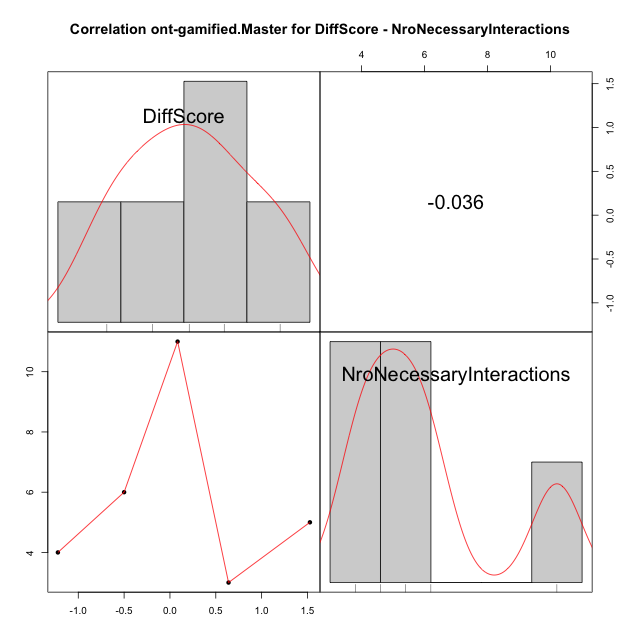 Correlation ont-gamified.Master for DiffScore - NroNecessaryInteractions
4 6 8 10
DiffScore
-0.036
1.5
1.0
0.5
0.0
-0.5
-1.0
NroNecessaryInteractions
10
8
6
4
-1.0 -0.5 0.0 0.5 1.0 1.5